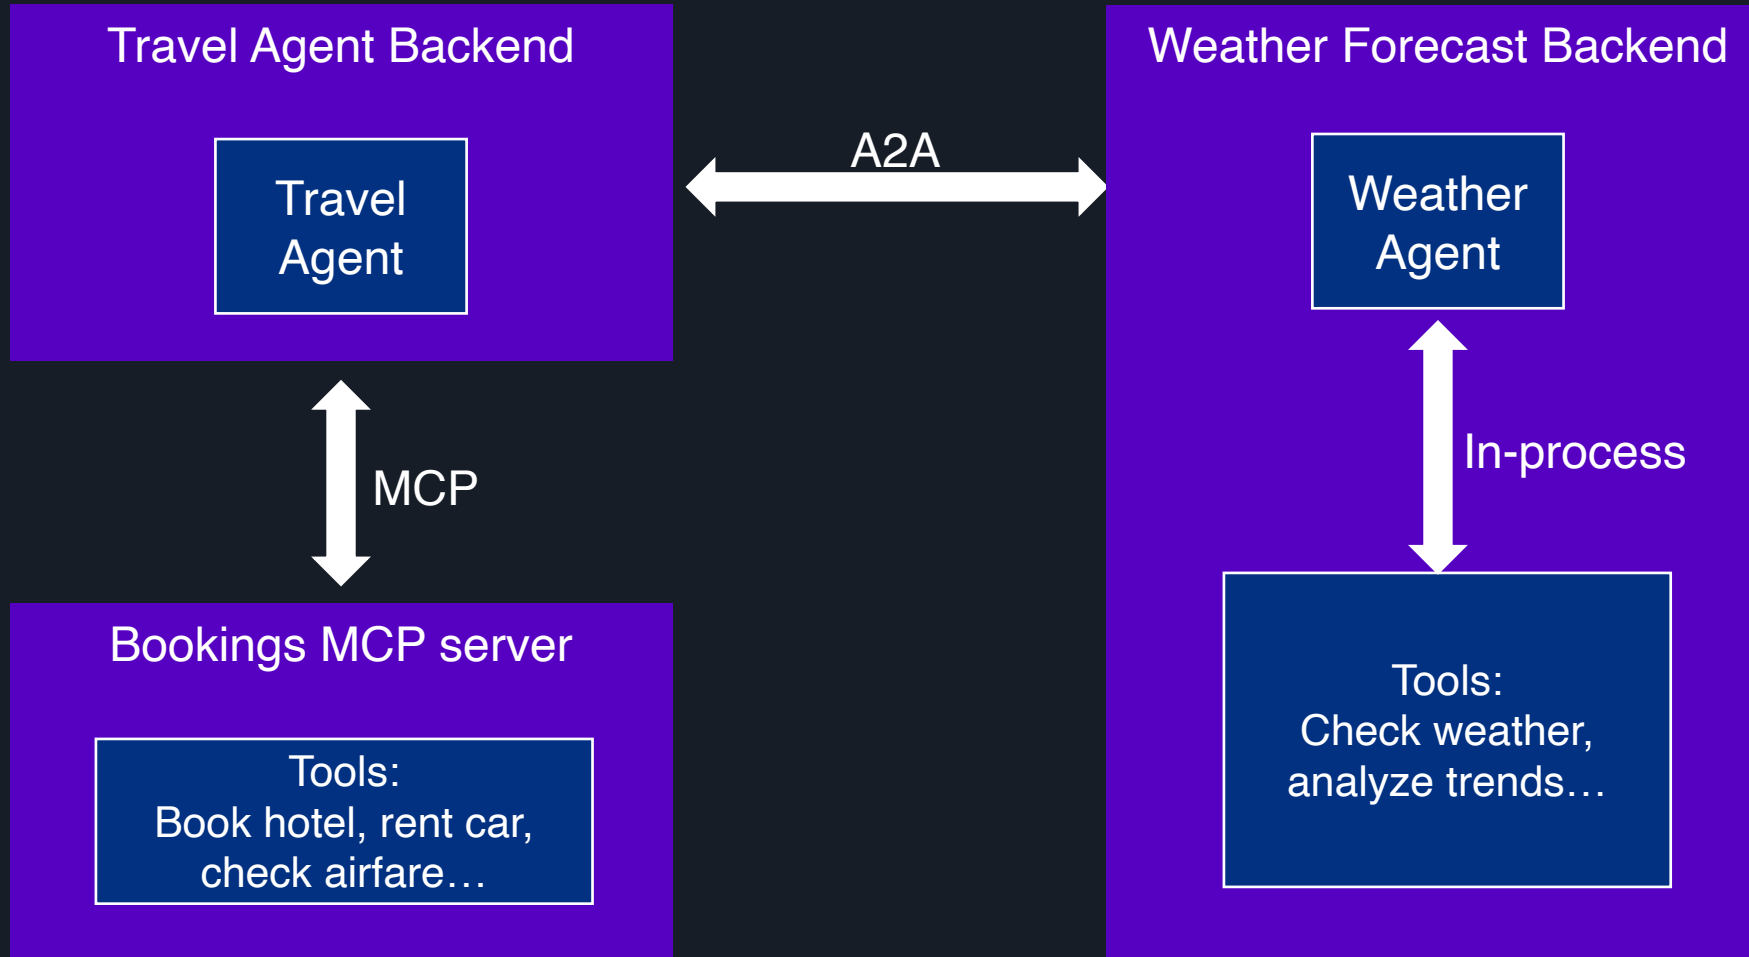 Travel Agent Backend
Travel
Agent
A2A
Weather Forecast Backend
Weather
Agent
MCP
In-process
Bookings MCP server
Tools:
Book hotel, rent car,
check airfare…
Tools:
Check weather,
analyze trends…